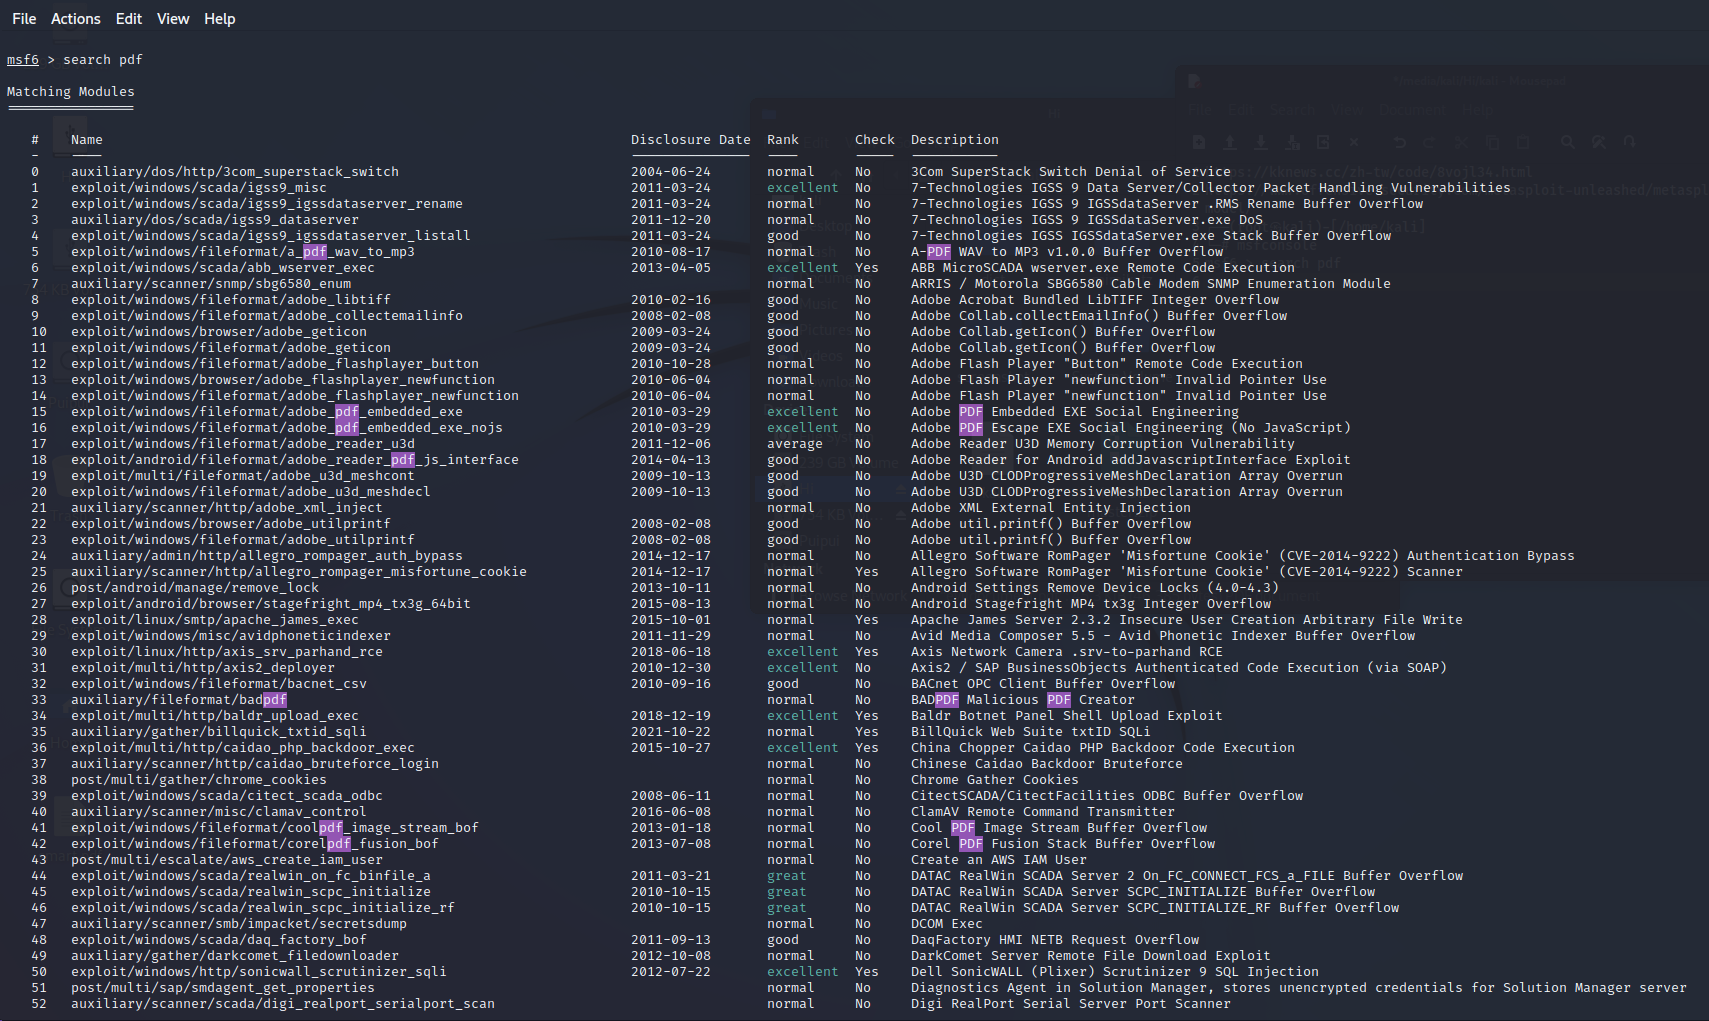 File Actions Edit View Help
msf6 > search pdf
Matching Modules
================
# Name Disclosure Date Rank Check Description
- ---- --------------- ---- ----- -----------
0 auxiliary/dos/http/3com_superstack_switch 2004-06-24 normal No 3Com SuperStack Switch Denial of Service
1 exploit/windows/scada/igss9_misc 2011-03-24 excellent No 7-Technologies IGSS 9 Data Server/Collector Packet Handling Vulnerabilities
2 exploit/windows/scada/igss9_igssdataserver_rename 2011-03-24 normal No 7-Technologies IGSS 9 IGSSdataServer .RMS Rename Buffer Overflow
3 auxiliary/dos/scada/igss9_dataserver 2011-12-20 normal No 7-Technologies IGSS 9 IGSSdataServer.exe DoS
4 exploit/windows/scada/igss9_igssdataserver_listall 2011-03-24 good No 7-Technologies IGSS IGSSdataServer.exe Stack Buffer Overflow
5 exploit/windows/fileformat/a_pdf_wav_to_mp3 2010-08-17 normal No A-PDF WAV to MP3 v1.0.0 Buffer Overflow
6 exploit/windows/scada/abb_wserver_exec 2013-04-05 excellent Yes ABB MicroSCADA wserver.exe Remote Code Execution
7 auxiliary/scanner/snmp/sbg6580_enum normal No ARRIS / Motorola SBG6580 Cable Modem SNMP Enumeration Module
8 exploit/windows/fileformat/adobe_libtiff 2010-02-16 good No Adobe Acrobat Bundled LibTIFF Integer Overflow
9 exploit/windows/fileformat/adobe_collectemailinfo 2008-02-08 good No Adobe Collab.collectEmailInfo() Buffer Overflow
10 exploit/windows/browser/adobe_geticon 2009-03-24 good No Adobe Collab.getIcon() Buffer Overflow
11 exploit/windows/fileformat/adobe_geticon 2009-03-24 good No Adobe Collab.getIcon() Buffer Overflow
12 exploit/windows/fileformat/adobe_flashplayer_button 2010-10-28 normal No Adobe Flash Player "Button" Remote Code Execution
13 exploit/windows/browser/adobe_flashplayer_newfunction 2010-06-04 normal No Adobe Flash Player "newfunction" Invalid Pointer Use
14 exploit/windows/fileformat/adobe_flashplayer_newfunction 2010-06-04 normal No Adobe Flash Player "newfunction" Invalid Pointer Use
15 exploit/windows/fileformat/adobe_pdf_embedded_exe 2010-03-29 excellent No Adobe PDF Embedded EXE Social Engineering
16 exploit/windows/fileformat/adobe_pdf_embedded_exe_nojs 2010-03-29 excellent No Adobe PDF Escape EXE Social Engineering (No JavaScript)
17 exploit/windows/fileformat/adobe_reader_u3d 2011-12-06 average No Adobe Reader U3D Memory Corruption Vulnerability
18 exploit/android/fileformat/adobe_reader_pdf_js_interface 2014-04-13 good No Adobe Reader for Android addJavascriptInterface Exploit
19 exploit/multi/fileformat/adobe_u3d_meshcont 2009-10-13 good No Adobe U3D CLODProgressiveMeshDeclaration Array Overrun
20 exploit/windows/fileformat/adobe_u3d_meshdecl 2009-10-13 good No Adobe U3D CLODProgressiveMeshDeclaration Array Overrun
21 auxiliary/scanner/http/adobe_xml_inject normal No Adobe XML External Entity Injection
22 exploit/windows/browser/adobe_utilprintf 2008-02-08 good No Adobe util.printf() Buffer Overflow
23 exploit/windows/fileformat/adobe_utilprintf 2008-02-08 good No Adobe util.printf() Buffer Overflow
24 auxiliary/admin/http/allegro_rompager_auth_bypass 2014-12-17 normal No Allegro Software RomPager 'Misfortune Cookie' (CVE-2014-9222) Authentication Bypass
25 auxiliary/scanner/http/allegro_rompager_misfortune_cookie 2014-12-17 normal Yes Allegro Software RomPager 'Misfortune Cookie' (CVE-2014-9222) Scanner
26 post/android/manage/remove_lock 2013-10-11 normal No Android Settings Remove Device Locks (4.0-4.3)
27 exploit/android/browser/stagefright_mp4_tx3g_64bit 2015-08-13 normal No Android Stagefright MP4 tx3g Integer Overflow
28 exploit/linux/smtp/apache_james_exec 2015-10-01 normal Yes Apache James Server 2.3.2 Insecure User Creation Arbitrary File Write
29 exploit/windows/misc/avidphoneticindexer 2011-11-29 normal No Avid Media Composer 5.5 - Avid Phonetic Indexer Buffer Overflow
30 exploit/linux/http/axis_srv_parhand_rce 2018-06-18 excellent Yes Axis Network Camera .srv-to-parhand RCE
31 exploit/multi/http/axis2_deployer 2010-12-30 excellent No Axis2 / SAP BusinessObjects Authenticated Code Execution (via SOAP)
32 exploit/windows/fileformat/bacnet_csv 2010-09-16 good No BACnet OPC Client Buffer Overflow
33 auxiliary/fileformat/badpdf normal No BADPDF Malicious PDF Creator
34 exploit/multi/http/baldr_upload_exec 2018-12-19 excellent Yes Baldr Botnet Panel Shell Upload Exploit
35 auxiliary/gather/billquick_txtid_sqli 2021-10-22 normal Yes BillQuick Web Suite txtID SQLi
36 exploit/multi/http/caidao_php_backdoor_exec 2015-10-27 excellent Yes China Chopper Caidao PHP Backdoor Code Execution
37 auxiliary/scanner/http/caidao_bruteforce_login normal No Chinese Caidao Backdoor Bruteforce
38 post/multi/gather/chrome_cookies normal No Chrome Gather Cookies
39 exploit/windows/scada/citect_scada_odbc 2008-06-11 normal No CitectSCADA/CitectFacilities ODBC Buffer Overflow
40 auxiliary/scanner/misc/clamav_control 2016-06-08 normal No ClamAV Remote Command Transmitter
41 exploit/windows/fileformat/coolpdf_image_stream_bof 2013-01-18 normal No Cool PDF Image Stream Buffer Overflow
42 exploit/windows/fileformat/corelpdf_fusion_bof 2013-07-08 normal No Corel PDF Fusion Stack Buffer Overflow
43 post/multi/escalate/aws_create_iam_user normal No Create an AWS IAM User
44 exploit/windows/scada/realwin_on_fc_binfile_a 2011-03-21 great No DATAC RealWin SCADA Server 2 On_FC_CONNECT_FCS_a_FILE Buffer Overflow
45 exploit/windows/scada/realwin_scpc_initialize 2010-10-15 great No DATAC RealWin SCADA Server SCPC_INITIALIZE Buffer Overflow
46 exploit/windows/scada/realwin_scpc_initialize_rf 2010-10-15 great No DATAC RealWin SCADA Server SCPC_INITIALIZE_RF Buffer Overflow
47 auxiliary/scanner/smb/impacket/secretsdump normal No DCOM Exec
48 exploit/windows/scada/daq_factory_bof 2011-09-13 good No DaqFactory HMI NETB Request Overflow
49 auxiliary/gather/darkcomet_filedownloader 2012-10-08 normal No DarkComet Server Remote File Download Exploit
50 exploit/windows/http/sonicwall_scrutinizer_sqli 2012-07-22 excellent Yes Dell SonicWALL (Plixer) Scrutinizer 9 SQL Injection
51 post/multi/sap/smdagent_get_properties normal No Diagnostics Agent in Solution Manager, stores unencrypted credentials for Solution Manager server
52 auxiliary/scanner/scada/digi_realport_serialport_scan normal No Digi RealPort Serial Server Port Scanner